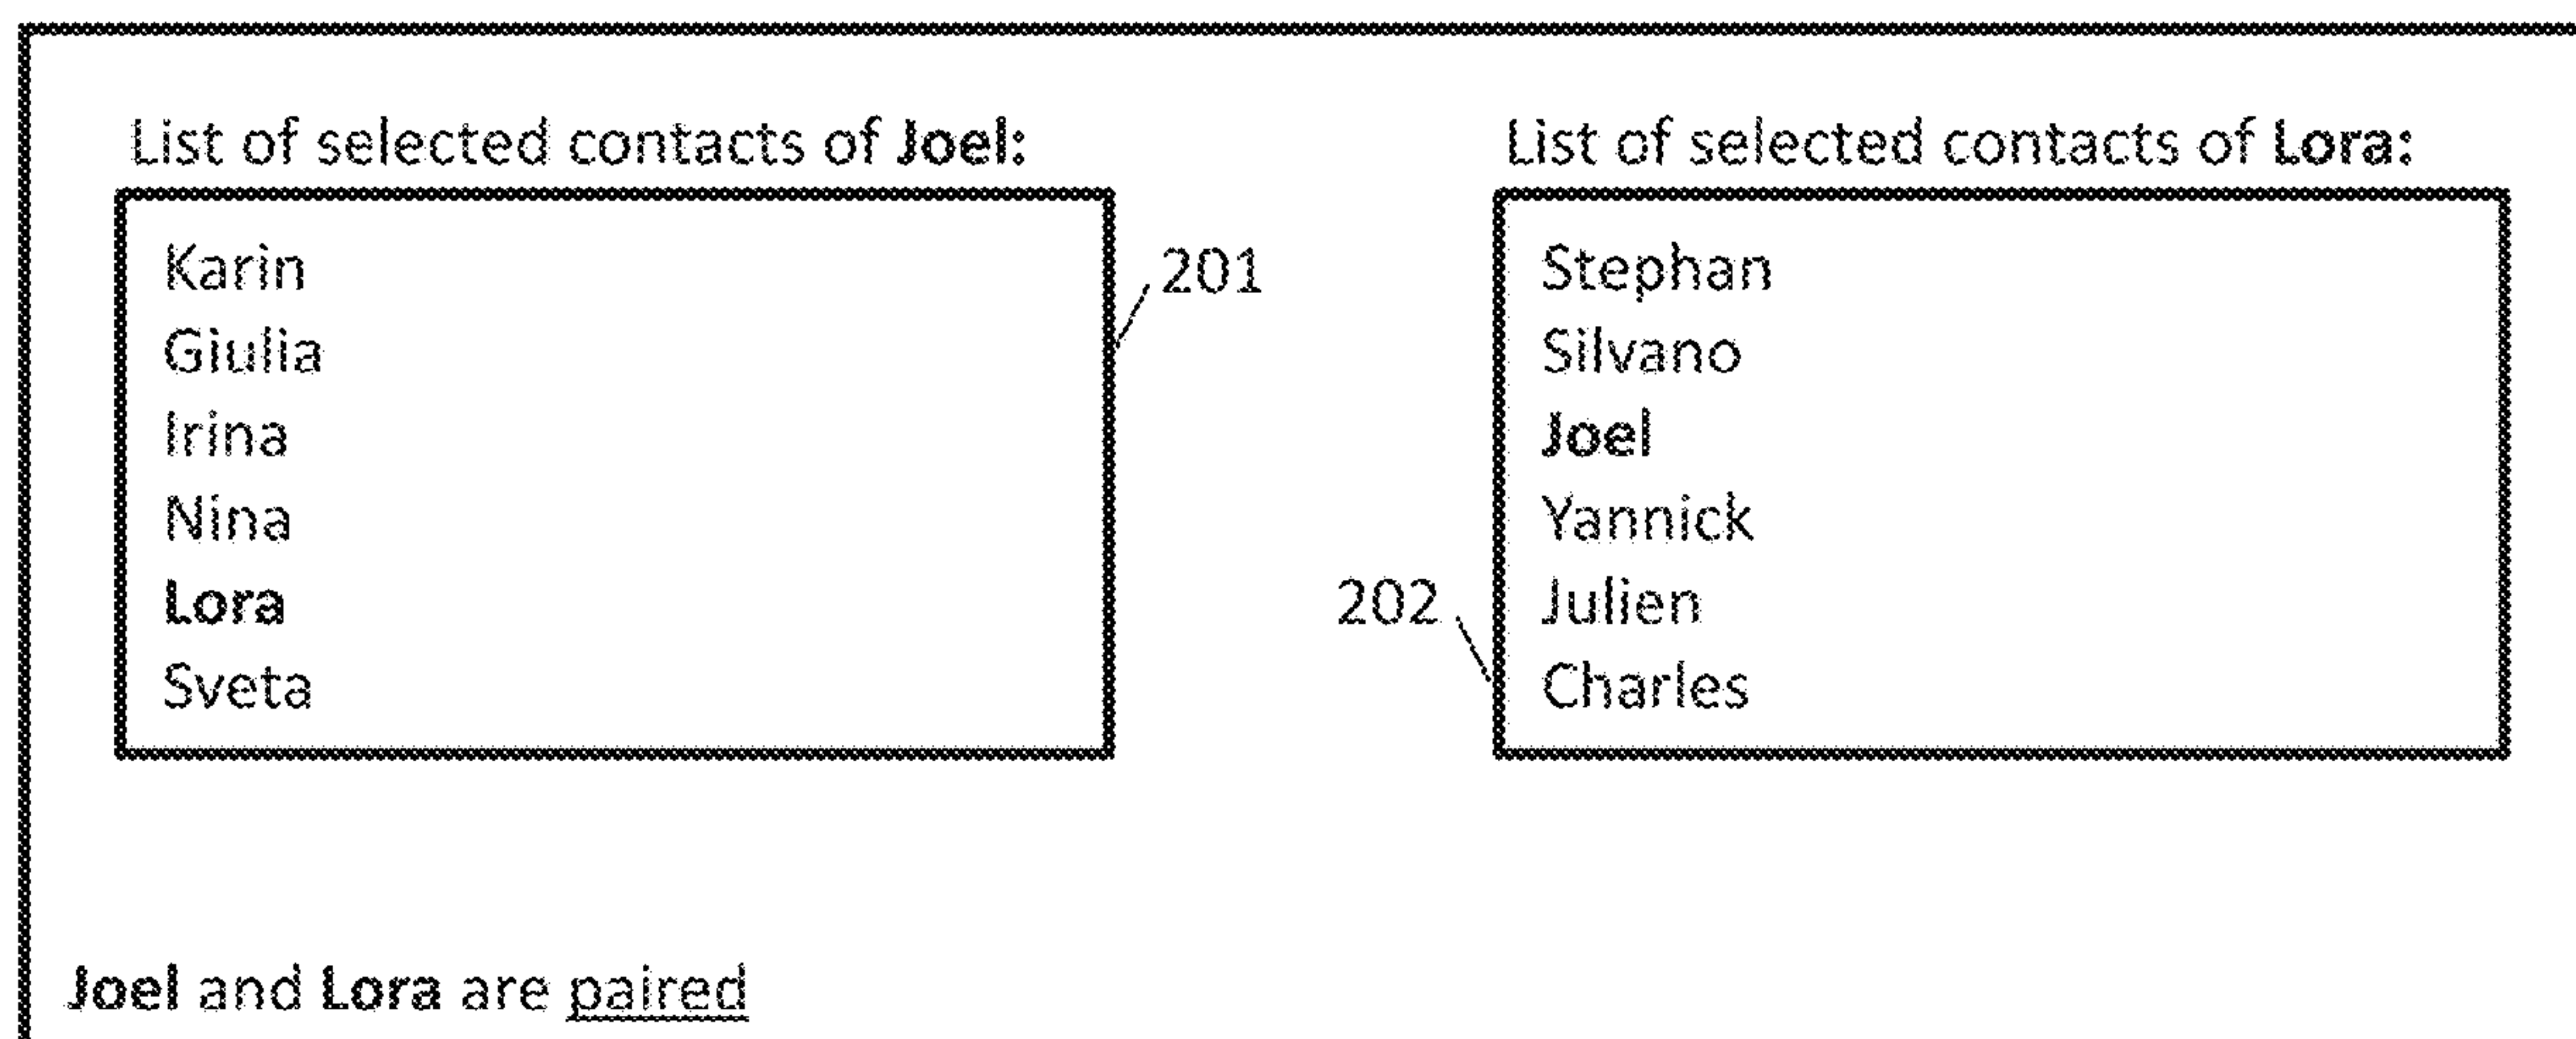 List of selected contacts of Joel:
Karin
Giulia
Irina
Nina
Lora
Sveta
201
List of selected contacts of Lora:
Stephan
Silvano
Joel
Yannick
Julien
Charles
202
Joel and Lora are paired